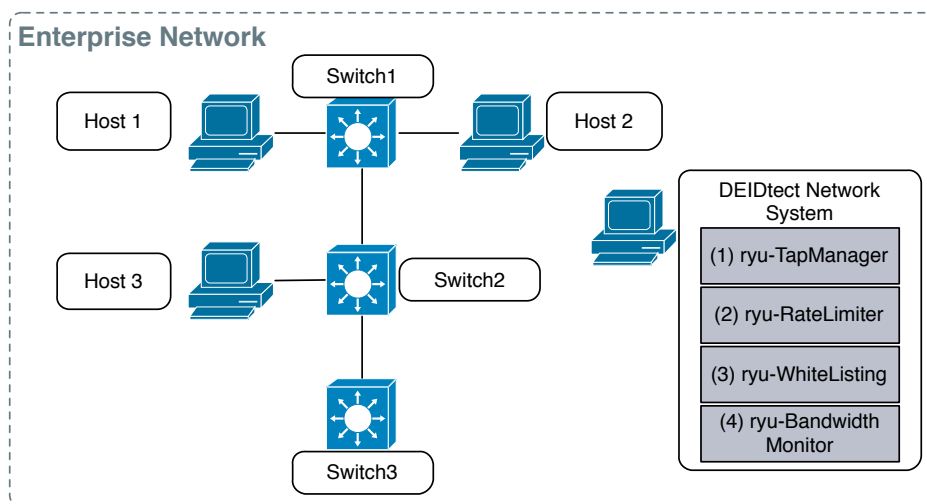 Enterprise Network
Switch1
Host 1
Host 2
DEIDtect Network
System
(1) ryu-TapManager
Host 3
Switch2
(2) ryu-RateLimiter
(3) ryu-WhiteListing
(4) ryu-Bandwidth
Monitor
Switch3